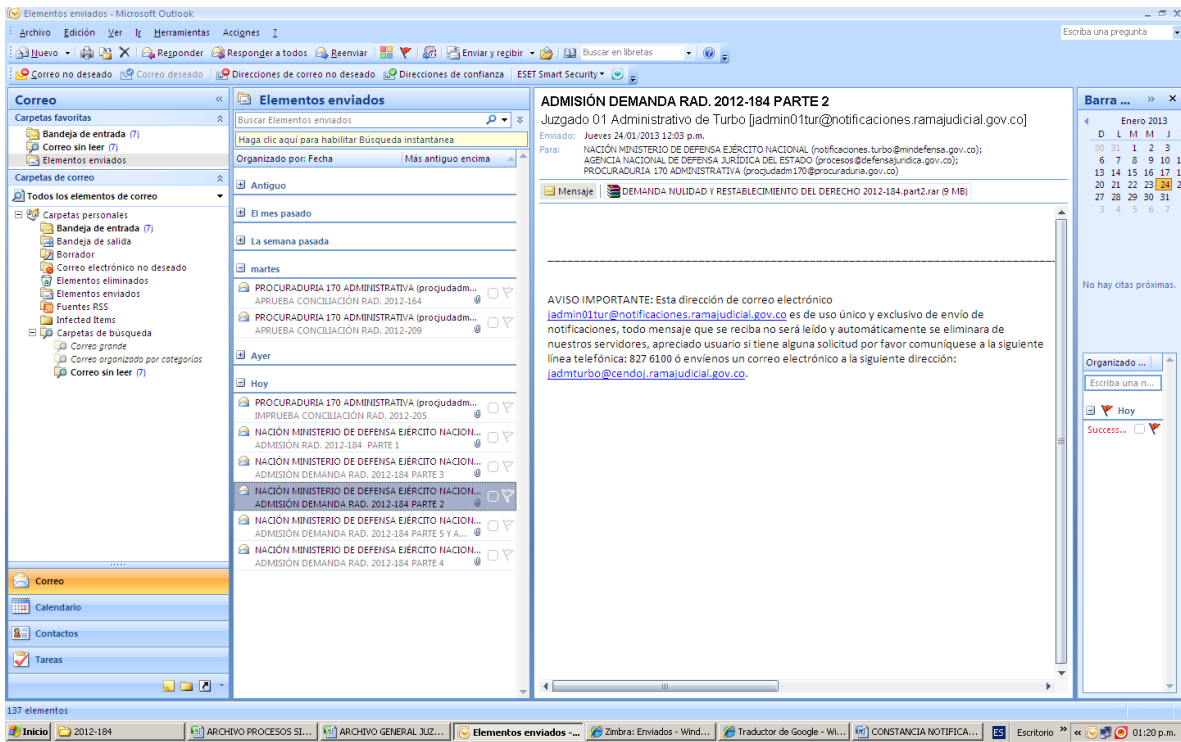 Elementos enviados - Microsoft Outlook
Archivo Edición Ver Ir Herramientas Acciones ?
Escriba una pregunta
Nuevo Responder Responder a todos Reenviar Enviar y recibir Buscar en libretas
Correo no deseado Correo deseado Direcciones de correo no deseado Direcciones de confianza ESET Smart Security
Correo «
Carpetas favoritas
Bandeja de entrada (7)
Correo sin leer (7)
Elementos enviados
Carpetas de correo
Todos los elementos de correo
Carpetas personales
Bandeja de entrada (7)
Bandeja de salida
Borrador
Correo electrónico no deseado
Elementos eliminados
Elementos enviados
Fuentes RSS
Infected Items
Carpetas de búsqueda
Correo grande
Correo organizado por categorías
Correo sin leer (7)
Correo
Calendario
Contactos
Tareas
137 elementos
Elementos enviados
Buscar Elementos enviados
Haga clic aquí para habilitar Búsqueda instantánea
Organizado por: Fecha Más antiguo encima
Antiguo
El mes pasado
La semana pasada
martes
PROCURADURIA 170 ADMINISTRATIVA (procjudadm...
APRUEBA CONCILIACIÓN RAD. 2012-164
PROCURADURIA 170 ADMINISTRATIVA (procjudadm...
APRUEBA CONCILIACIÓN RAD. 2012-209
Ayer
Hoy
PROCURADURIA 170 ADMINISTRATIVA (procjudadm...
IMPRUEBA CONCILIACIÓN RAD. 2012-205
NACIÓN MINISTERIO DE DEFENSA EJÉRCITO NACION...
ADMISIÓN RAD. 2012-184 PARTE 1
NACIÓN MINISTERIO DE DEFENSA EJÉRCITO NACION...
ADMISIÓN DEMANDA RAD. 2012-184 PARTE 3
NACIÓN MINISTERIO DE DEFENSA EJÉRCITO NACION...
ADMISIÓN DEMANDA RAD. 2012-184 PARTE 2
NACIÓN MINISTERIO DE DEFENSA EJÉRCITO NACION...
ADMISIÓN DEMANDA RAD. 2012-184 PARTE 5 Y A...
NACIÓN MINISTERIO DE DEFENSA EJÉRCITO NACION...
ADMISIÓN DEMANDA RAD. 2012-184 PARTE 4
ADMISIÓN DEMANDA RAD. 2012-184 PARTE 2
Juzgado 01 Administrativo de Turbo [jadmin01tur@notificaciones.ramajudicial.gov.co]
Enviado: Jueves 24/01/2013 12:03 p.m.
Para: NACIÓN MINISTERIO DE DEFENSA EJÉRCITO NACIONAL (notificaciones.turbo@mindefensa.gov.co);
AGENCIA NACIONAL DE DEFENSA JURÍDICA DEL ESTADO (procesos@defensajuridica.gov.co);
PROCURADURIA 170 ADMINISTRATIVA (procjudadm170@procuraduria.gov.co)
Mensaje DEMANDA NULIDAD Y RESTABLECIMIENTO DEL DERECHO 2012-184.part2.rar (9 MB)
AVISO IMPORTANTE: Esta dirección de correo electrónico
jadmin01tur@notificaciones.ramajudicial.gov.co es de uso único y exclusivo de envío de
notificaciones, todo mensaje que se reciba no será leído y automáticamente se eliminara de
nuestros servidores, apreciado usuario si tiene alguna solicitud por favor comuníquese a la siguiente
línea telefónica: 827 6100 ó envíenos un correo electrónico a la siguiente dirección:
jadmturbo@cendoj.ramajudicial.gov.co.
Barra ... »
Enero 2013
D L M M J
30 31 1 2 3
6 7 8 9 10 1
13 14 15 16 17 1
20 21 22 23 24 2
27 28 29 30 31
3 4 5 6 7
No hay citas próximas.
Organizado ...
Escriba una n...
Hoy
Success...
Inicio 2012-184 ARCHIVO PROCESOS SI... ARCHIVO GENERAL JUZ... Elementos enviados -... Zimbra: Enviados - Wind... Traductor de Google - Wi... CONSTANCIA NOTIFICA... ES Escritorio » « 01:20 p.m.